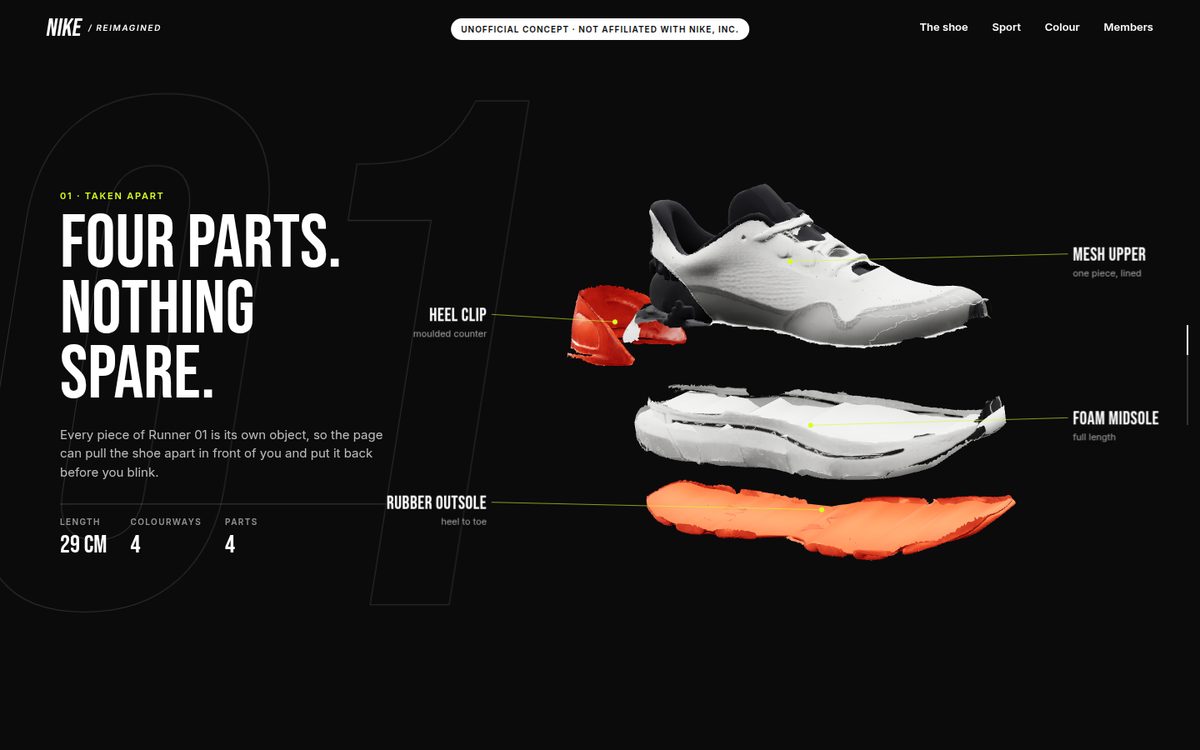 NIKE / REIMAGINED
UNOFFICIAL CONCEPT · NOT AFFILIATED WITH NIKE, INC.
The shoe
Sport
Colour
Members
01
01 · TAKEN APART
FOUR PARTS.
NOTHING
SPARE.
Every piece of Runner 01 is its own object, so the page
can pull the shoe apart in front of you and put it back
before you blink.
LENGTH
29 CM
COLOURWAYS
4
PARTS
4
HEEL CLIP
moulded counter
RUBBER OUTSOLE
heel to toe
MESH UPPER
one piece, lined
FOAM MIDSOLE
full length